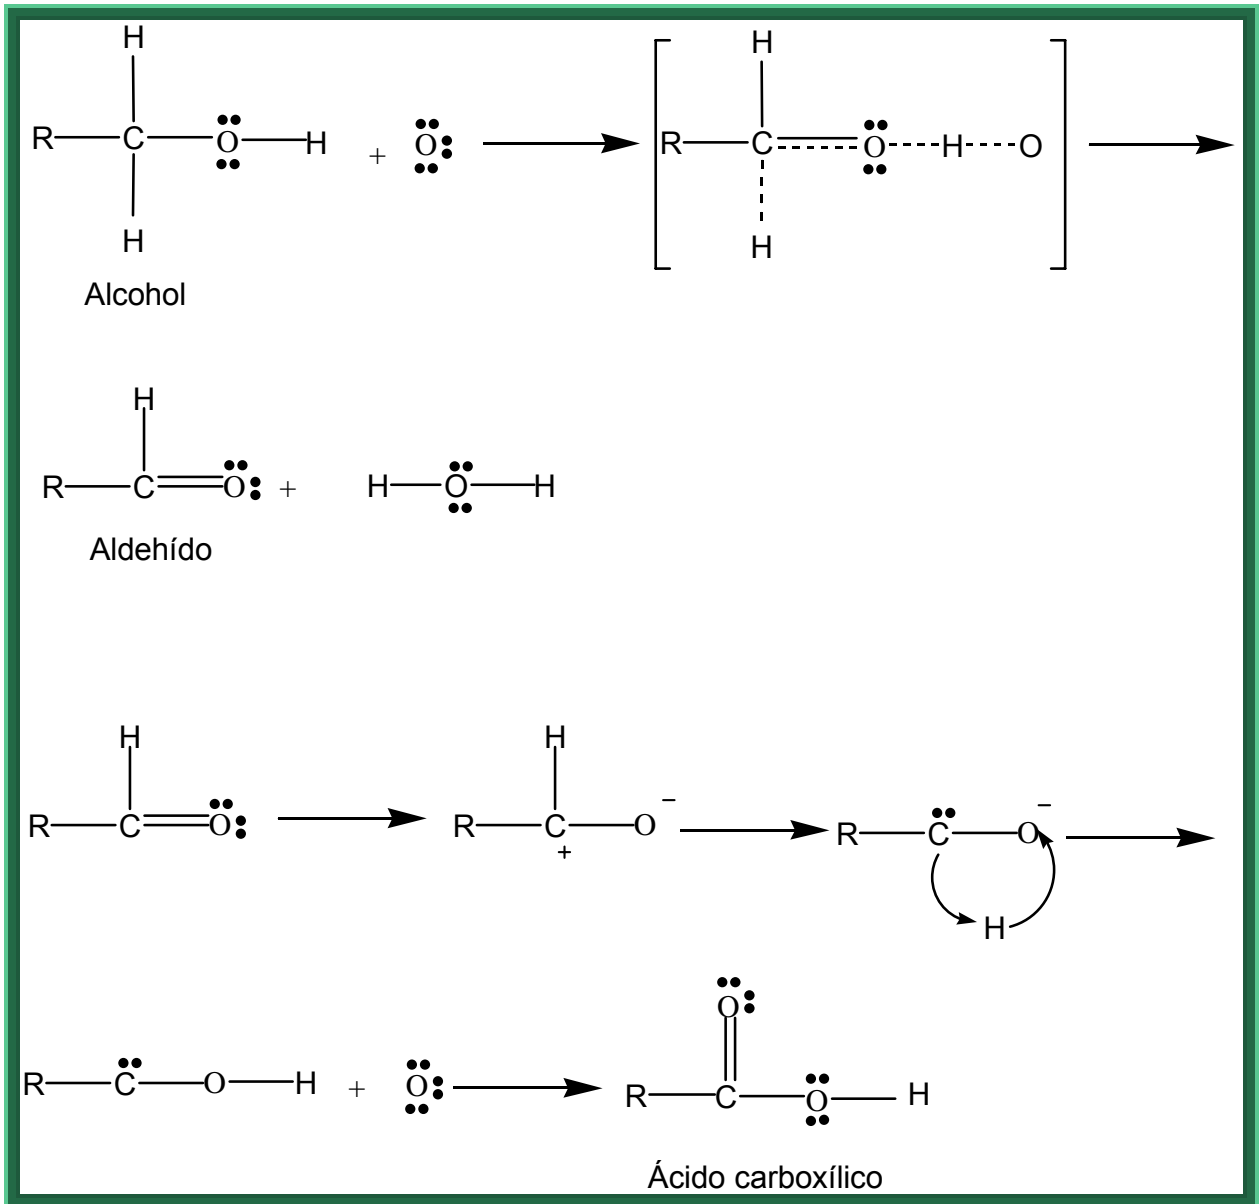 H
R C O H + O R C O H O
H H
Alcohol
H
R C O + H O H
Aldehído
H H
R C O R C O − R C O −
+
H
O
R C O H + O R C O H
Ácido carboxílico